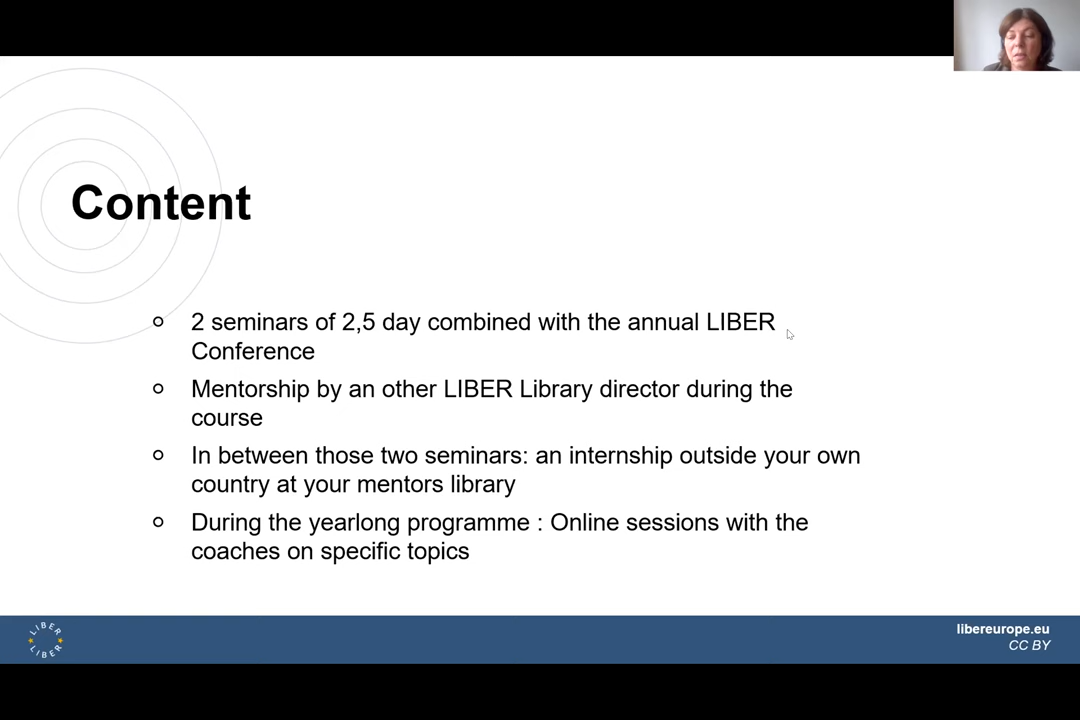 Content
2 seminars of 2,5 day combined with the annual LIBER
Conference
Mentorship by an other LIBER Library director during the
course
In between those two seminars: an internship outside your own
country at your mentors library
During the yearlong programme : Online sessions with the
coaches on specific topics
LIBER
LIBER
libereurope.eu
CC BY